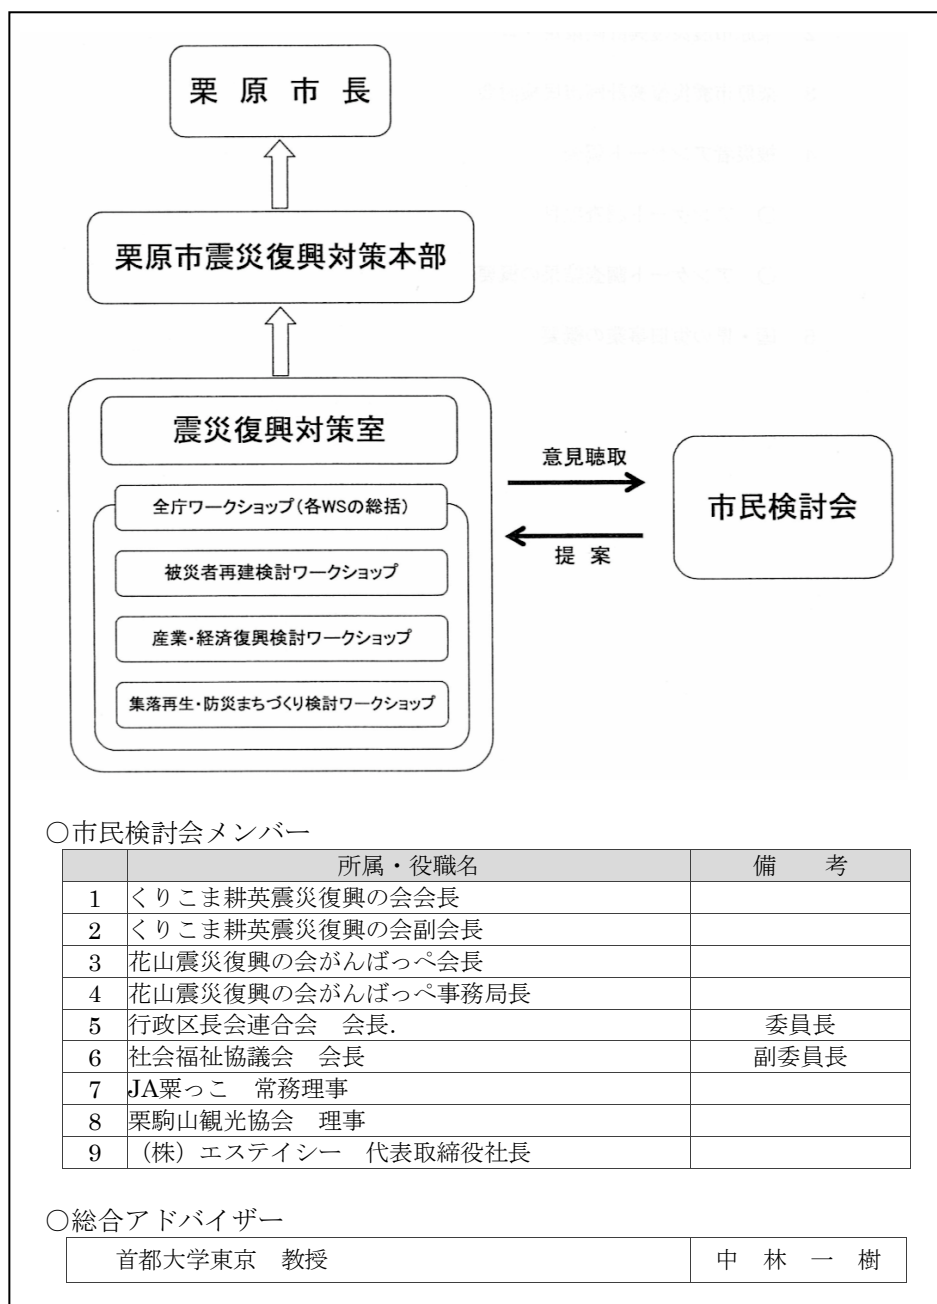 栗 原 市 長
栗原市震災復興対策本部
震災復興対策室
全庁ワークショップ(各WSの総括)
被災者再建検討ワークショップ
産業・経済復興検討ワークショップ
集落再生・防災まちづくり検討ワークショップ
意見聴取
提 案
市民検討会
○市民検討会メンバー
所属・役職名 備 考
1 くりこま耕英震災復興の会会長
2 くりこま耕英震災復興の会副会長
3 花山震災復興の会がんばっぺ会長
4 花山震災復興の会がんばっぺ事務局長
5 行政区長会連合会 会長. 委員長
6 社会福祉協議会 会長 副委員長
7 JA栗っこ 常務理事
8 栗駒山観光協会 理事
9 (株)エステイシー 代表取締役社長
○総合アドバイザー
首都大学東京 教授 中 林 一 樹